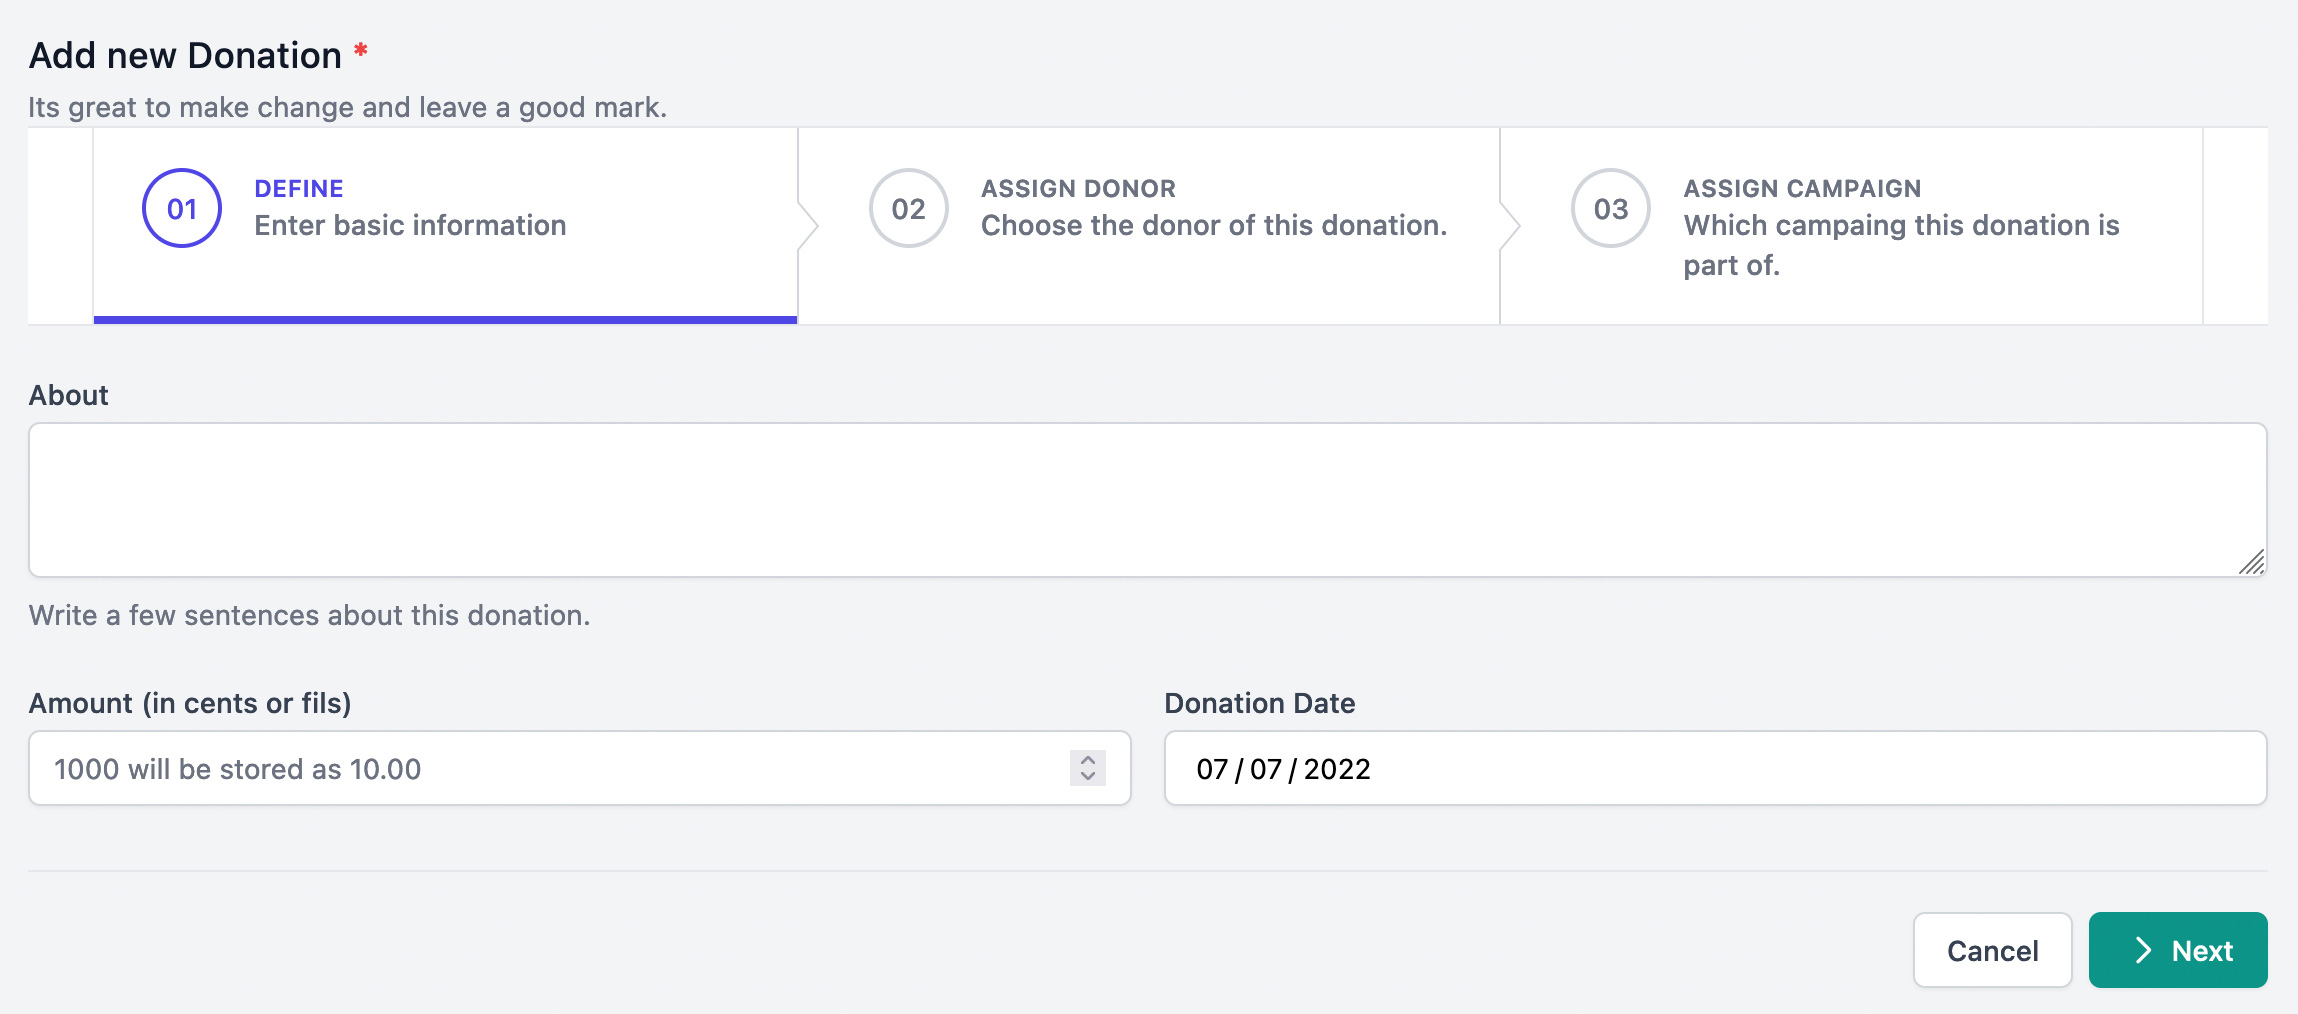 Add new Donation *
Its great to make change and leave a good mark.
01
DEFINE
Enter basic information
02
ASSIGN DONOR
Choose the donor of this donation.
03
ASSIGN CAMPAIGN
Which campaing this donation is
part of.
About
Write a few sentences about this donation.
Amount (in cents or fils)
1000 will be stored as 10.00
Donation Date
07/07/2022
Cancel
Next